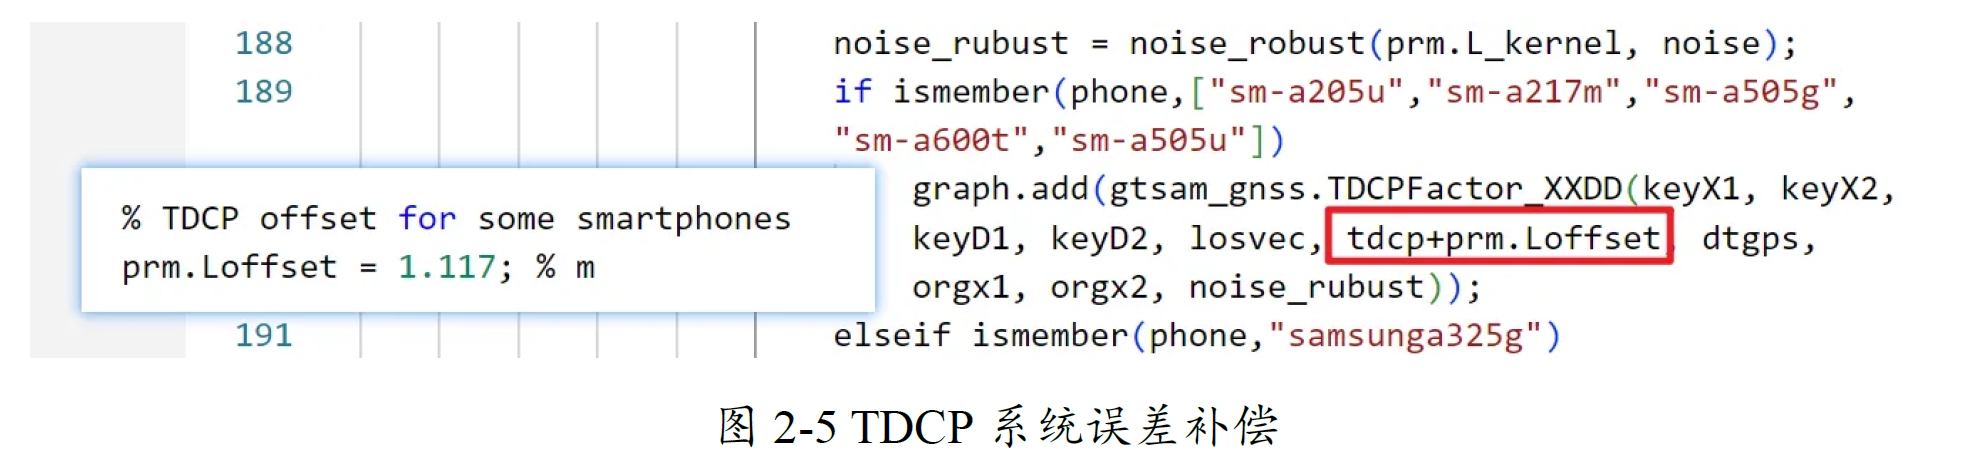 188 noise_rubust = noise_robust(prm.L_kernel, noise);
189 if ismember(phone,["sm-a205u","sm-a217m","sm-a505g",
"sm-a600t","sm-a505u"])
graph.add(gtsam_gnss.TDCPFactor_XXDD(keyX1, keyX2,
% TDCP offset for some smartphones
keyD1, keyD2, losvec, tdcp+prm.Loffset, dtgps,
prm.Loffset = 1.117; % m
orgx1, orgx2, noise_rubust));
191 elseif ismember(phone,"samsunga325g")
图 2-5 TDCP 系统误差补偿